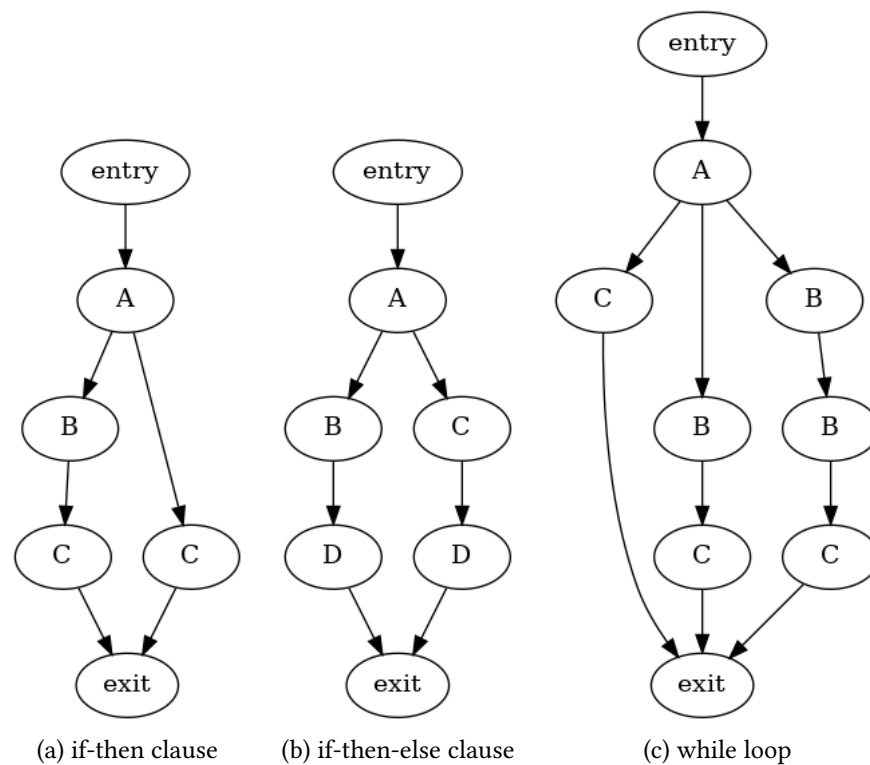 entry
A
B
C
C
exit
(a) if-then clause
entry
A
B
C
D
D
exit
(b) if-then-else clause
entry
A
C
B
B
B
C
C
exit
(c) while loop